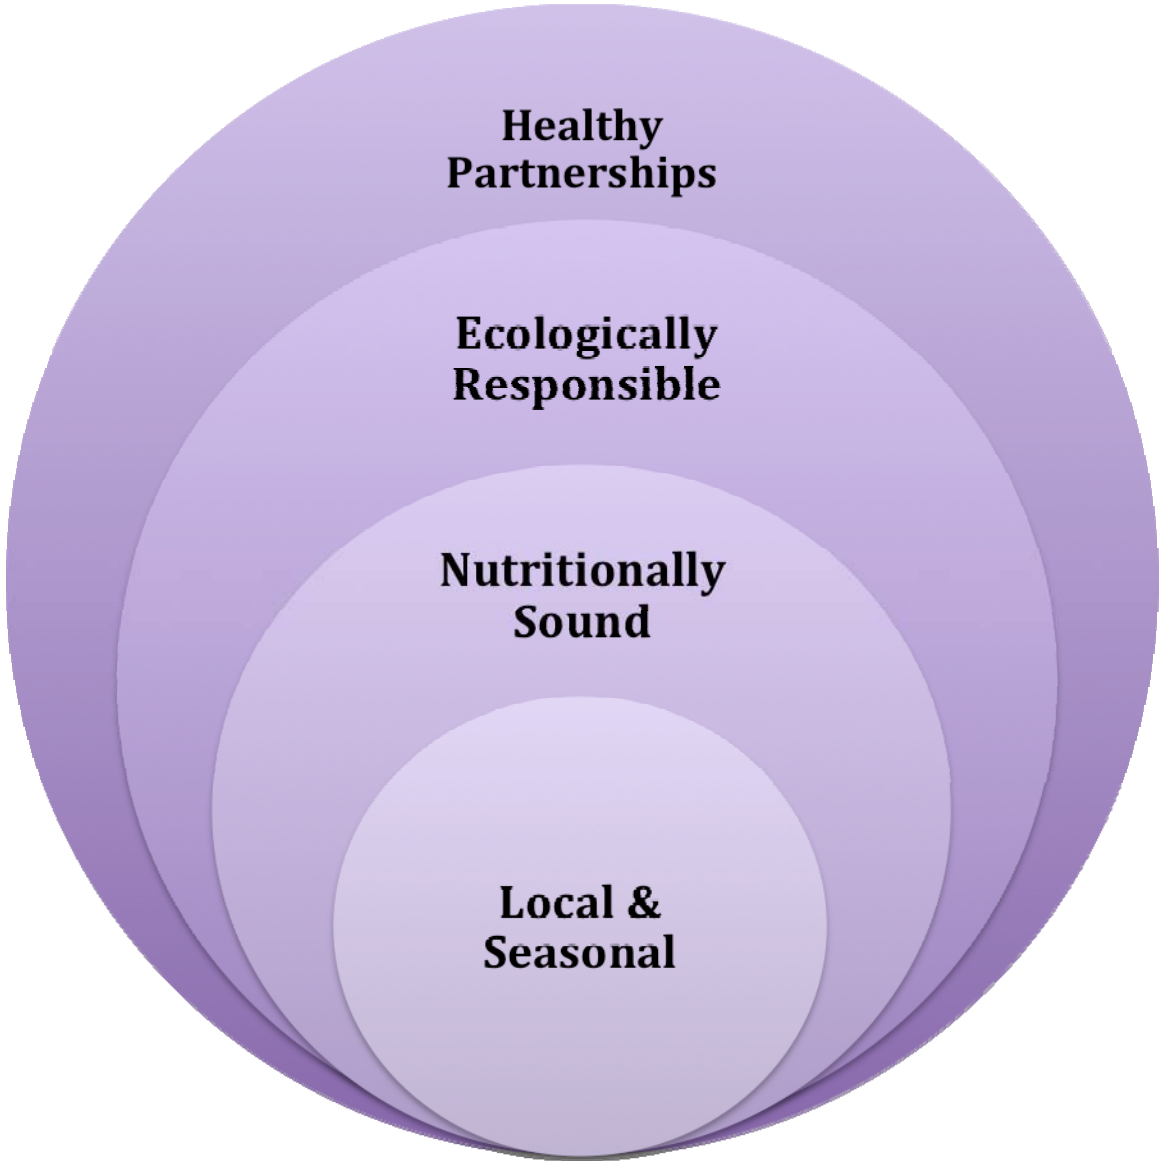 Healthy
Partnerships
Ecologically
Responsible
Nutritionally
Sound
Local &
Seasonal